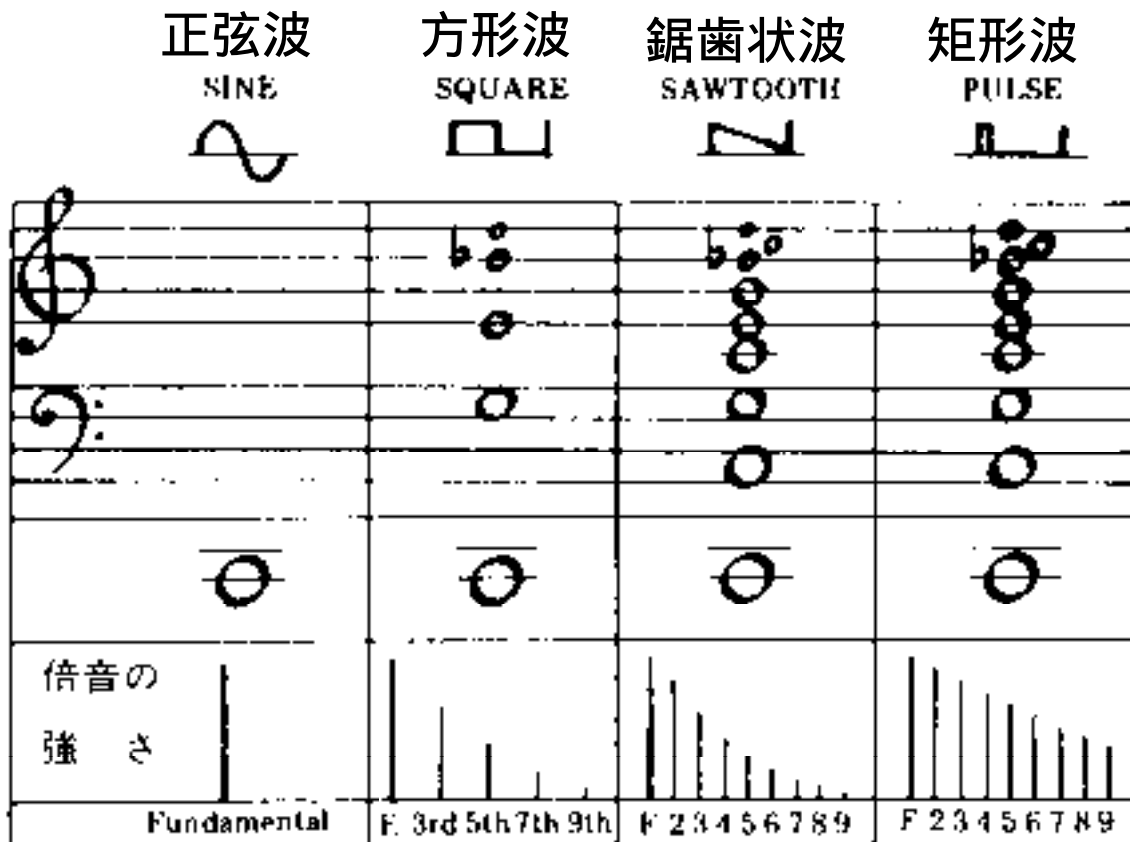 正弦波 方形波 鋸歯状波 矩形波
SINE SQUARE SAWTOOTH PULSE
倍音の
強さ
Fundamental F. 3rd 5th 7th 9th F 2 3 4 5 6 7 8 9 F 2 3 4 5 6 7 8 9